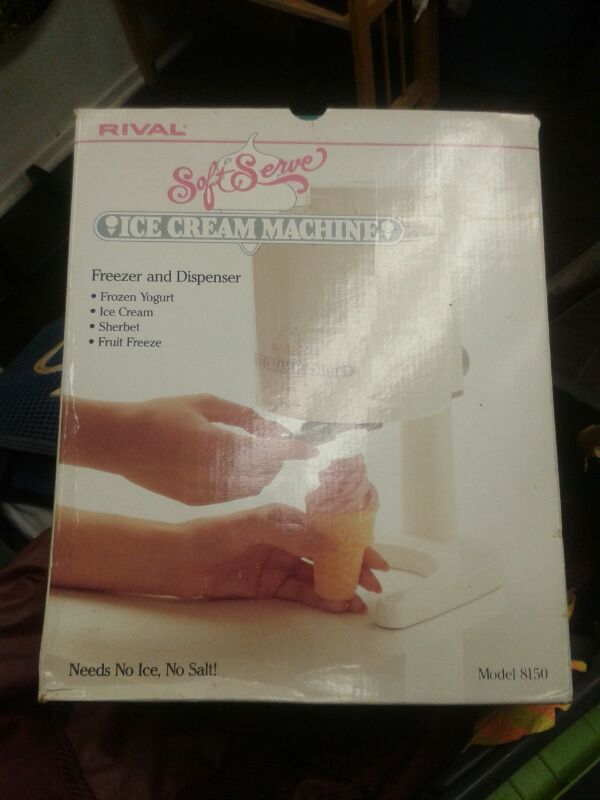 RIVAL
Soft Serve
ICE CREAM MACHINE
Freezer and Dispenser
• Frozen Yogurt
• Ice Cream
• Sherbet
• Fruit Freeze
Needs No Ice, No Salt!
Model 8150